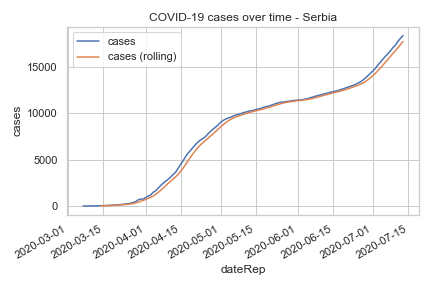 COVID-19 cases over time - Serbia
cases
cases (rolling)
15000
10000
5000
0
cases
2020-03-01
2020-03-15
2020-04-01
2020-04-15
2020-05-01
2020-05-15
2020-06-01
2020-06-15
2020-07-01
2020-07-15
dateRep